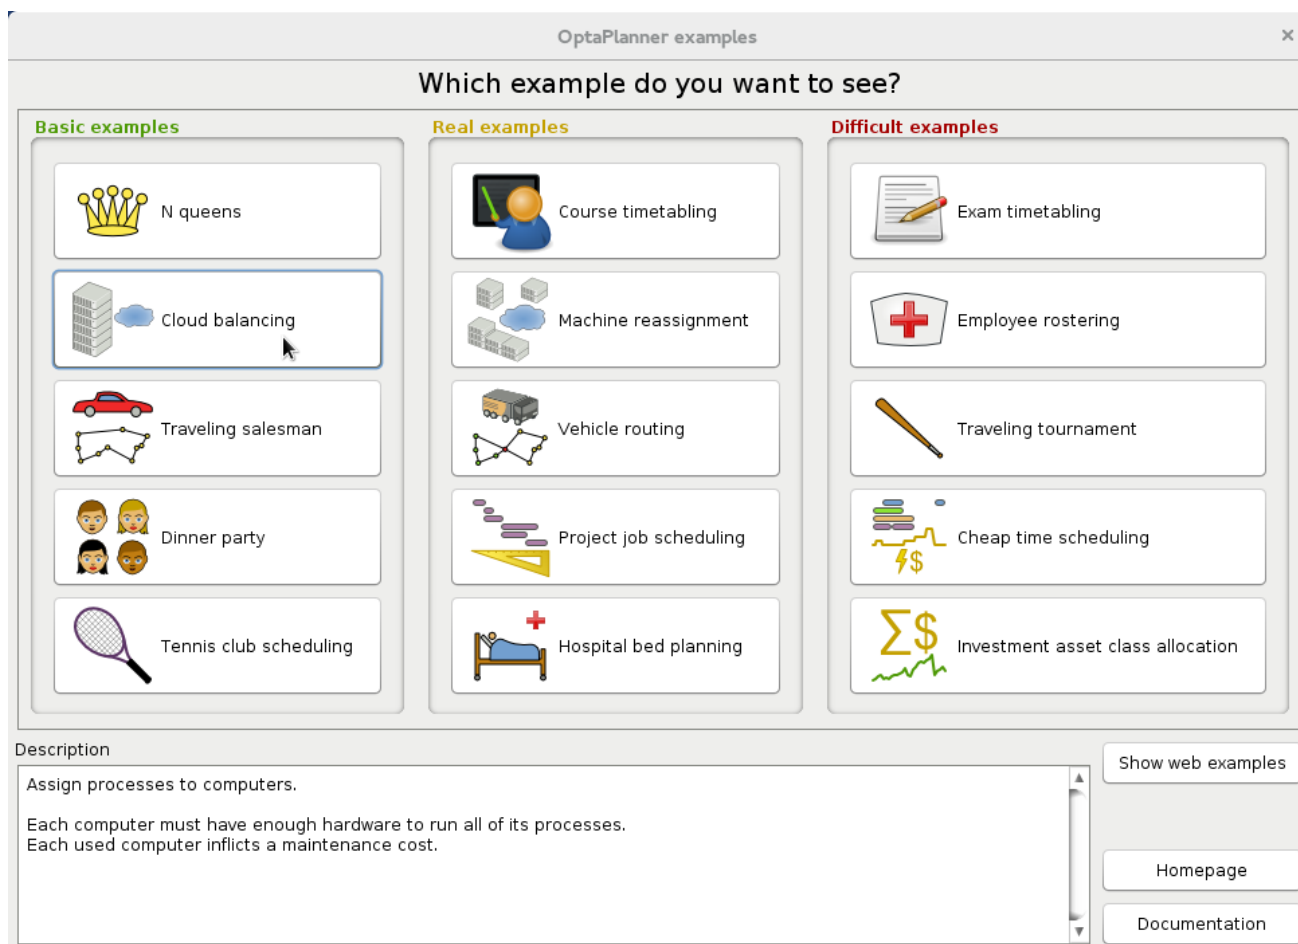 OptaPlanner examples
Which example do you want to see?
Basic examples
N queens
Cloud balancing
Traveling salesman
Dinner party
Tennis club scheduling
Real examples
Course timetabling
Machine reassignment
Vehicle routing
Project job scheduling
Hospital bed planning
Difficult examples
Exam timetabling
Employee rostering
Traveling tournament
Cheap time scheduling
Investment asset class allocation
Description
Assign processes to computers.
Each computer must have enough hardware to run all of its processes.
Each used computer inflicts a maintenance cost.
Show web examples
Homepage
Documentation